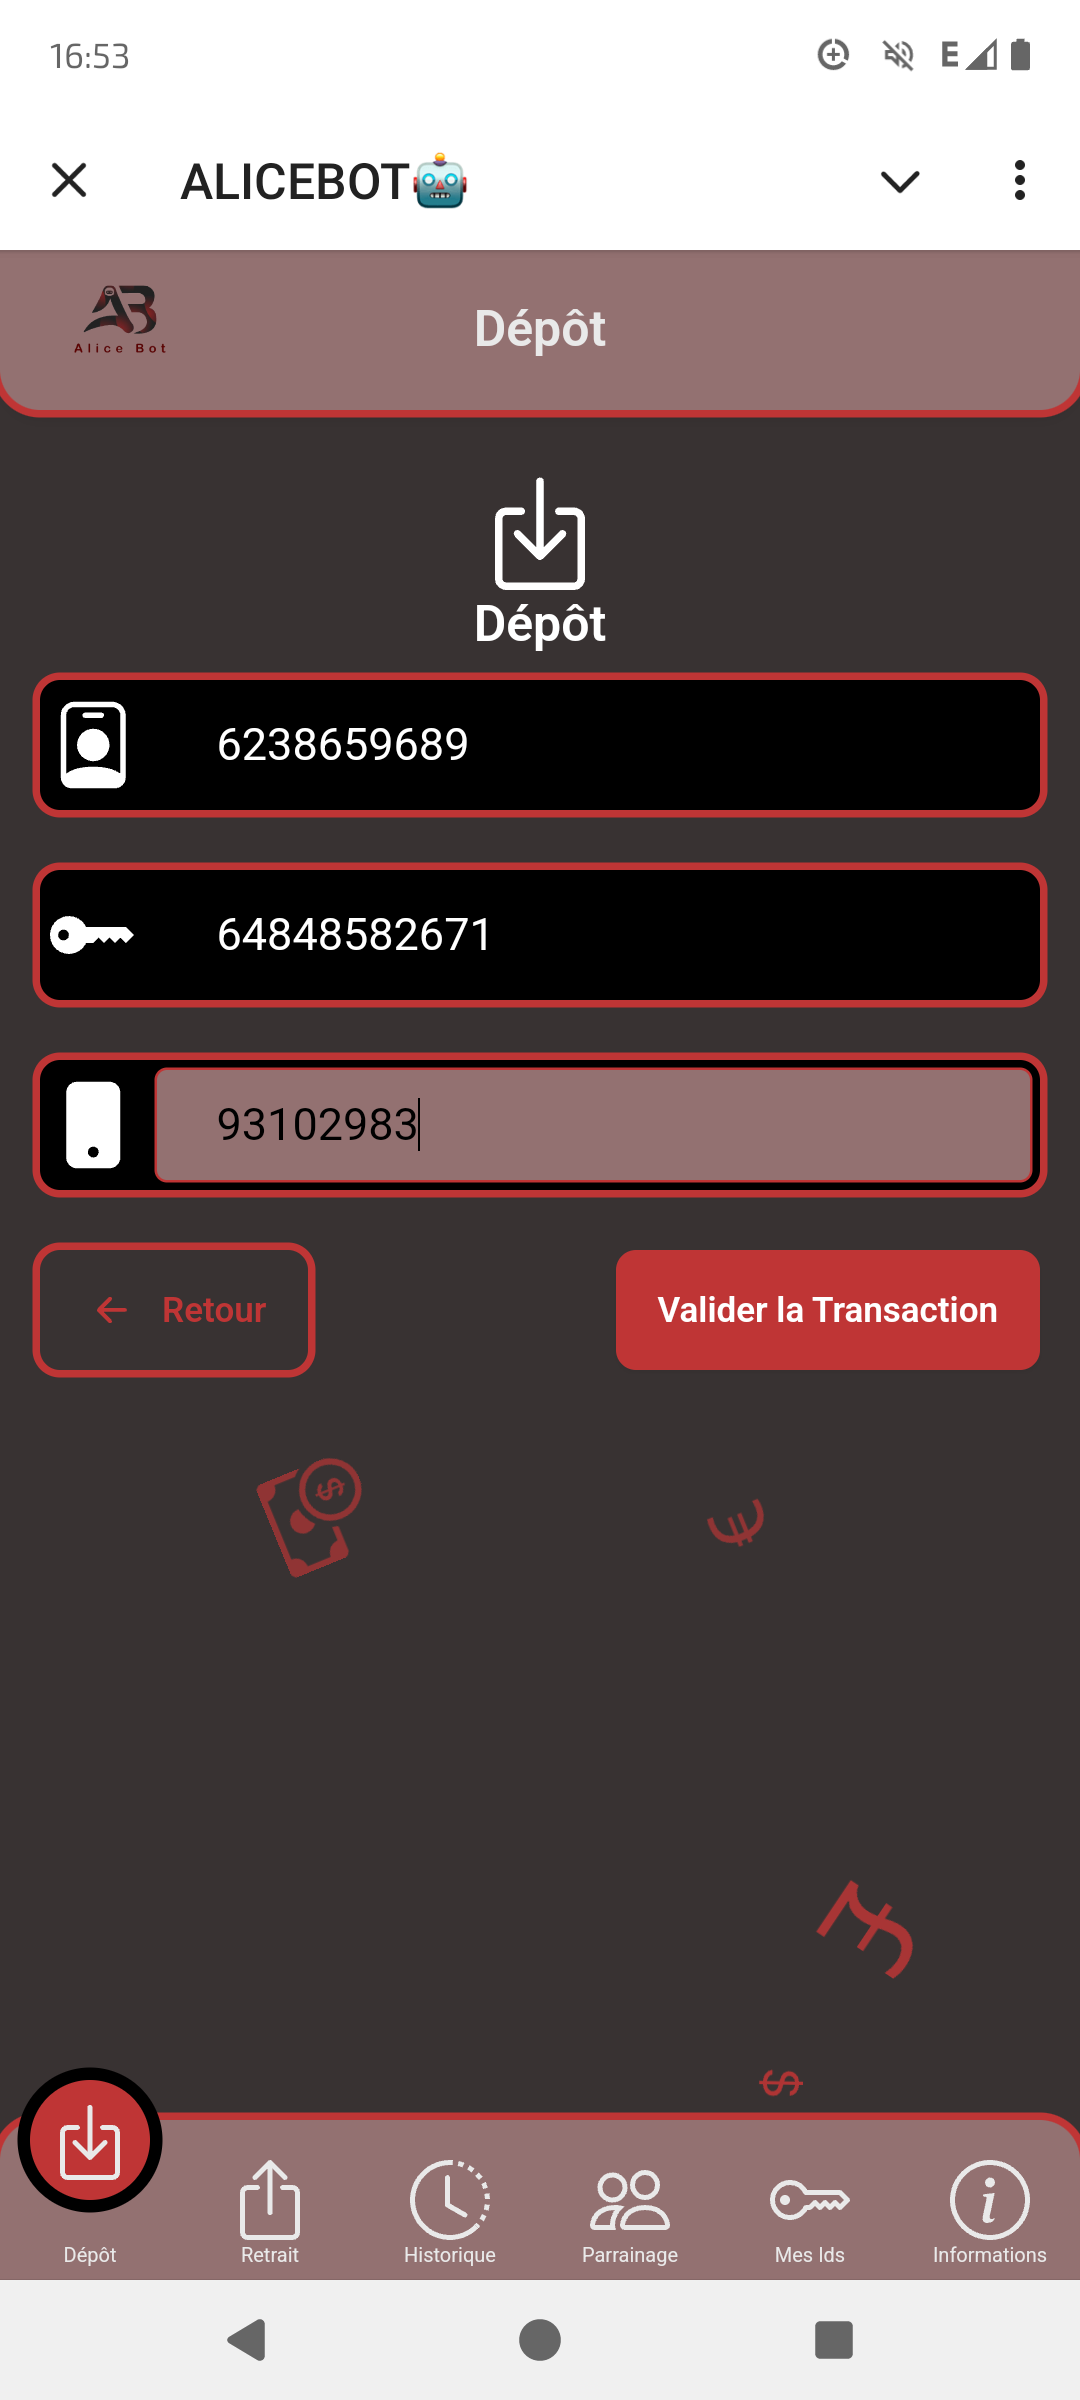 16:53
E
ALICEBOT🤖
AB
Alice Bot
Dépôt
Dépôt
6238659689
64848582671
93102983
Retour
Valider la Transaction
Dépôt
Retrait
Historique
Parrainage
Mes Ids
Informations